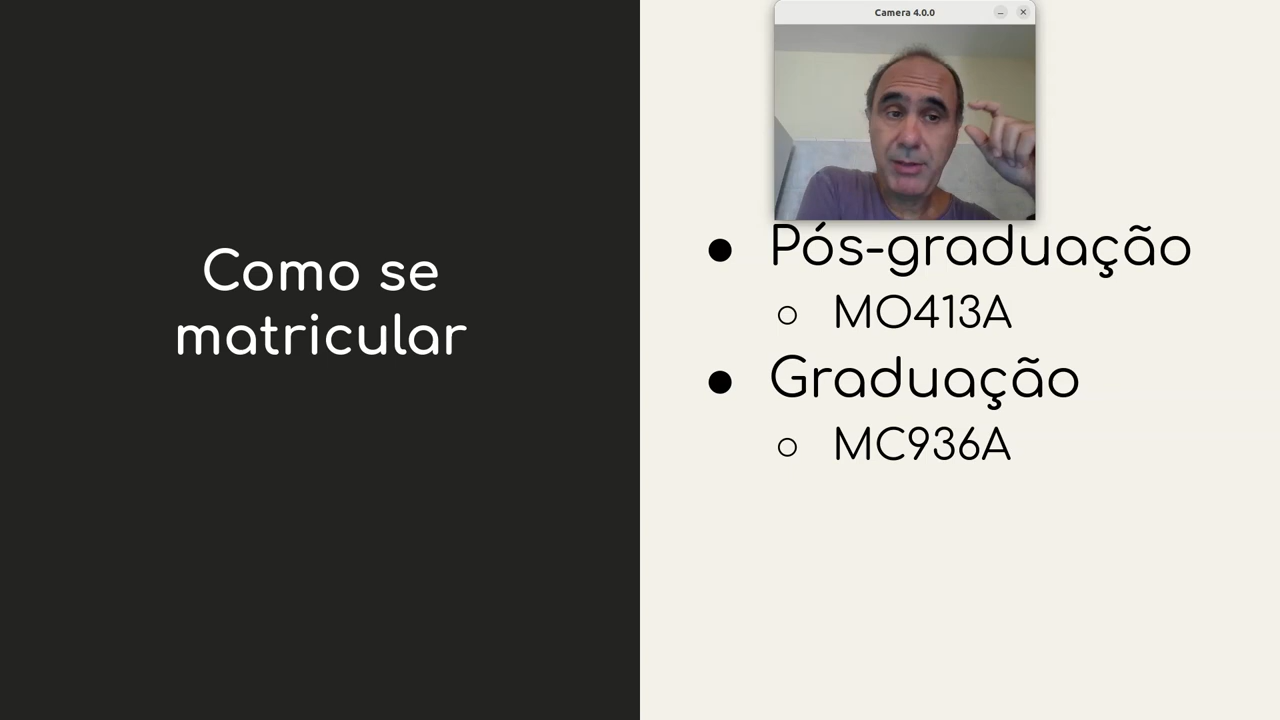 Camera 4.0.0
Como se
matricular
● Pós-graduação
○ MO413A
● Graduação
○ MC936A